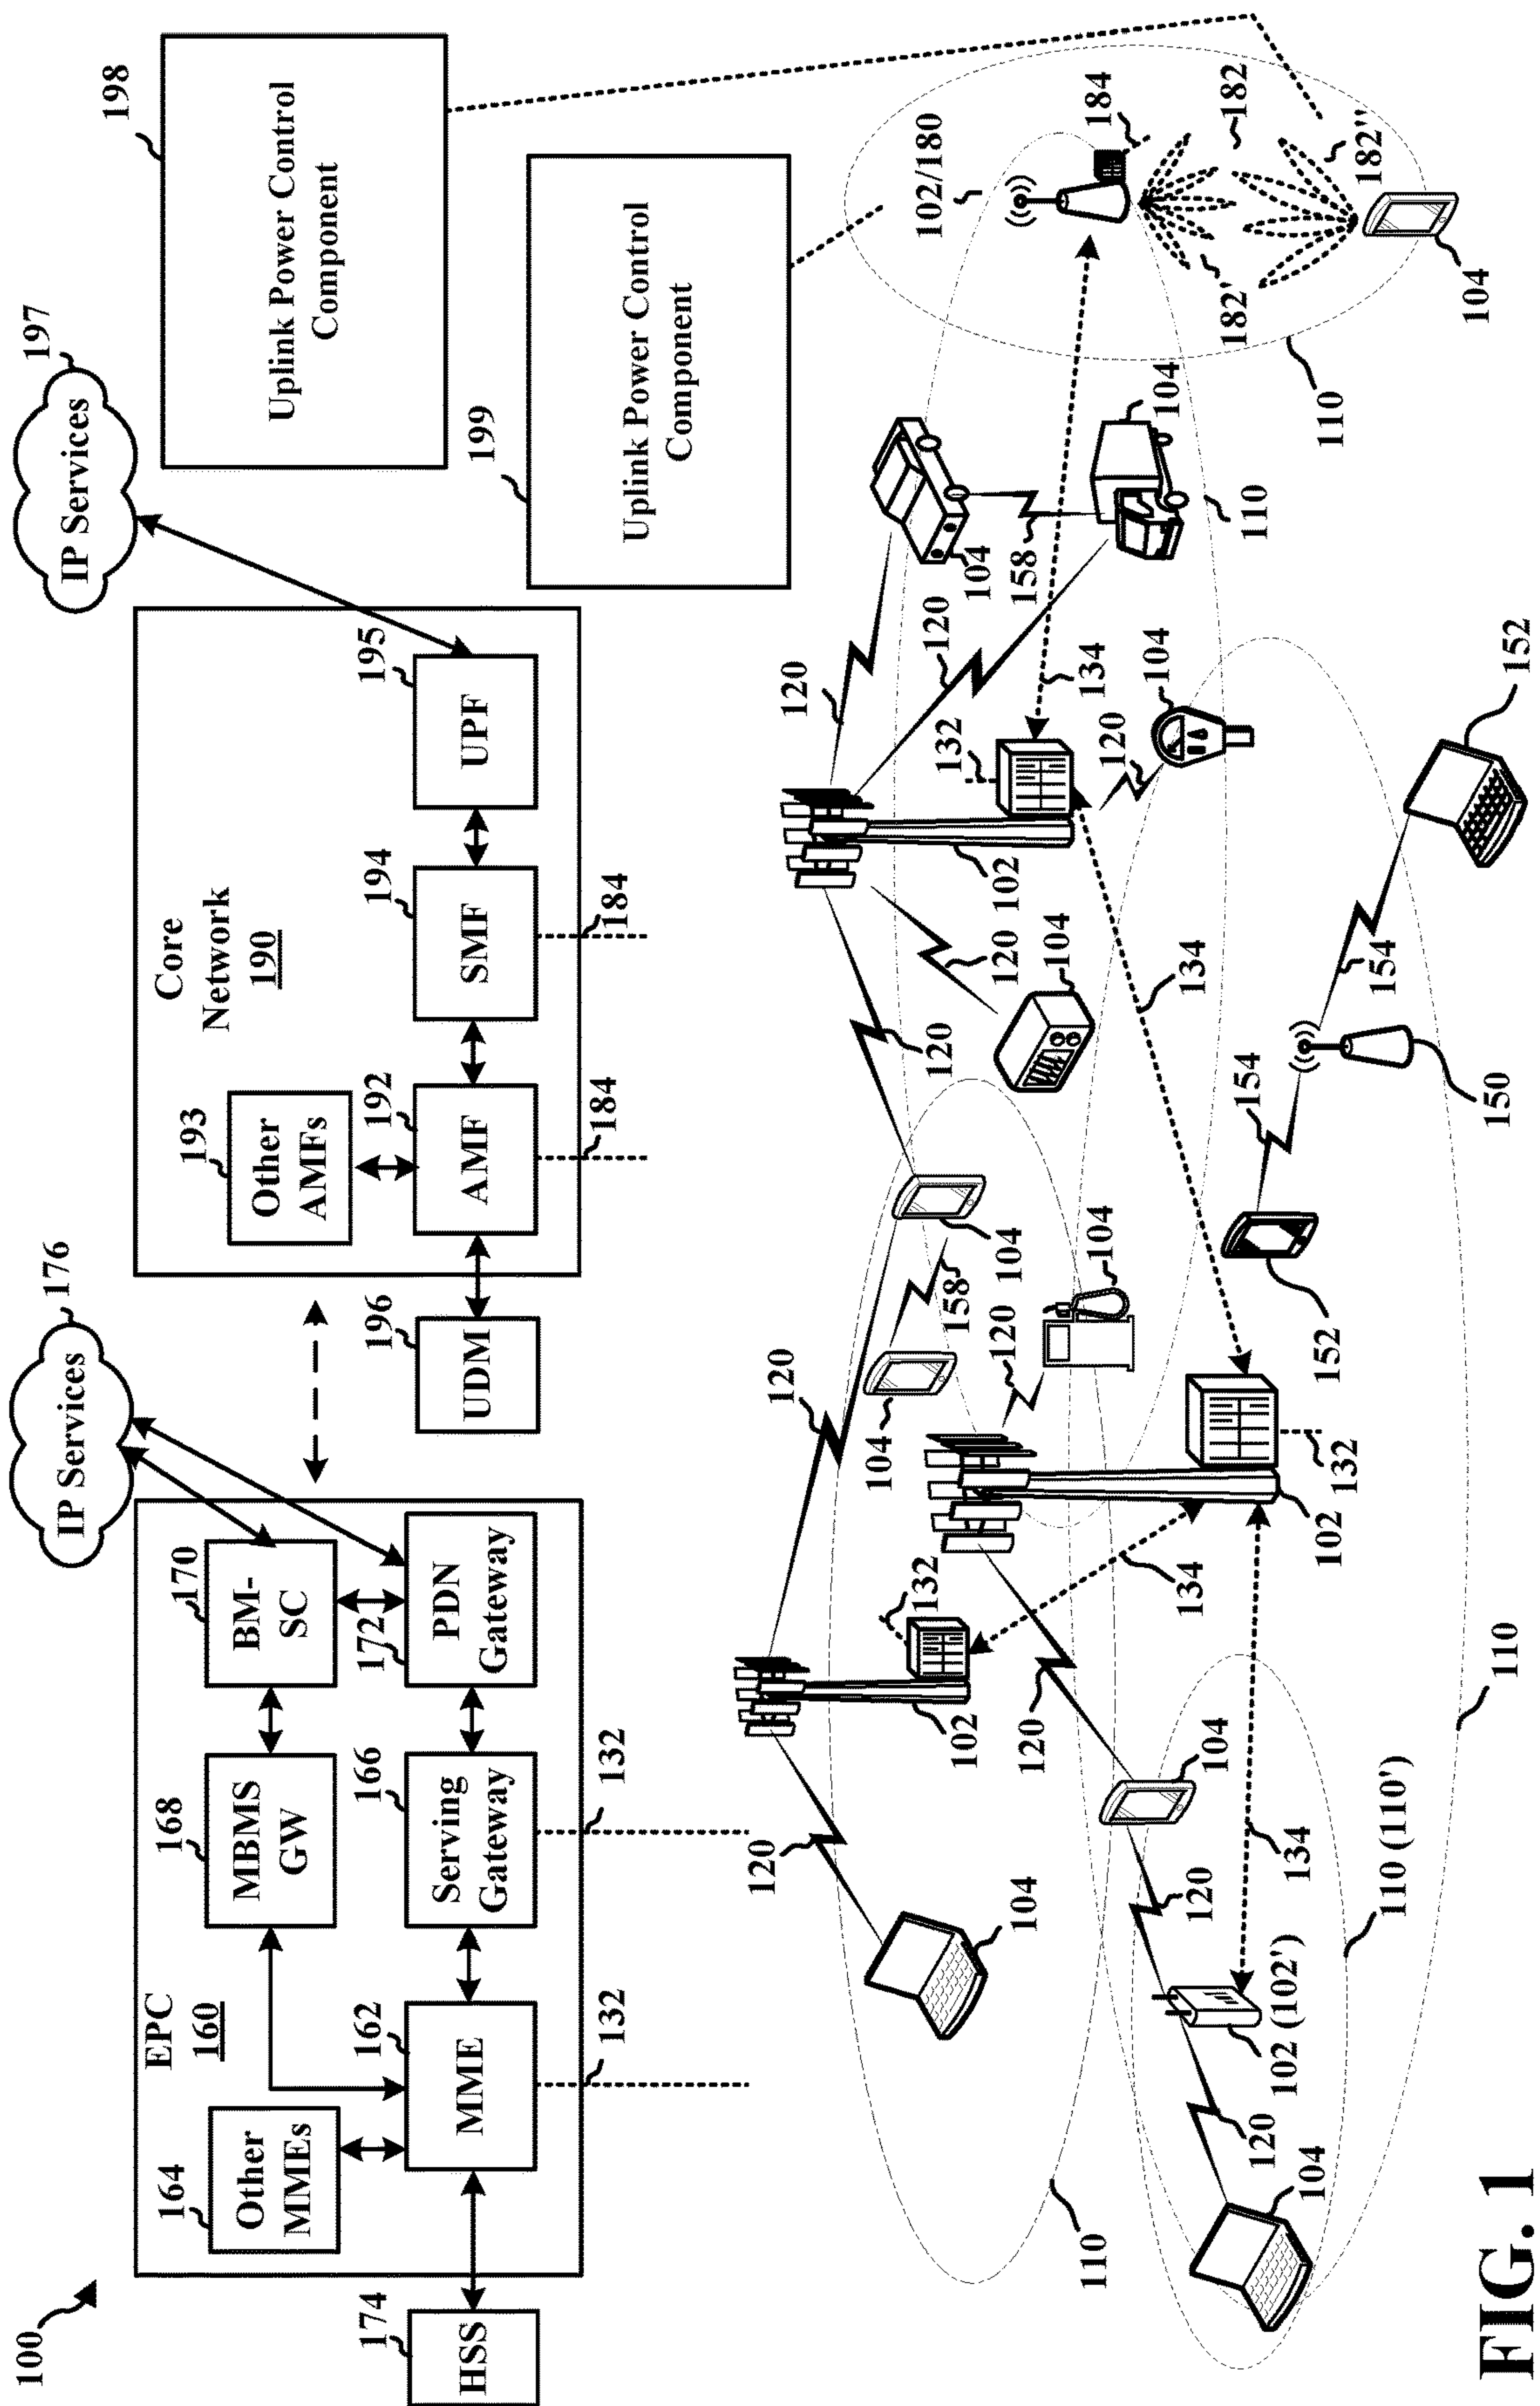 100
EPC
160
164
Other
MMEs
162
MME
168
MBMS
GW
166
Serving
Gateway
170
BM-
SC
172
PDN
Gateway
174
HSS
132
132
176
IP Services
Core
Network
190
193
Other
AMFs
192
AMF
194
SMF
195
UPF
196
UDM
184
184
197
IP Services
198
Uplink Power Control
Component
199
Uplink Power Control
Component
102/180
184
182'
182
182"
104
110
120
104
102
132
120
104
104
158
120
120
104
102
132
134
120
104
120
104
102 (102')
120
104
134
110
110 (110')
110
120
104
102
132
120
104
120
120
104
158
104
110
134
134
152
154
150
154
152
FIG. 1